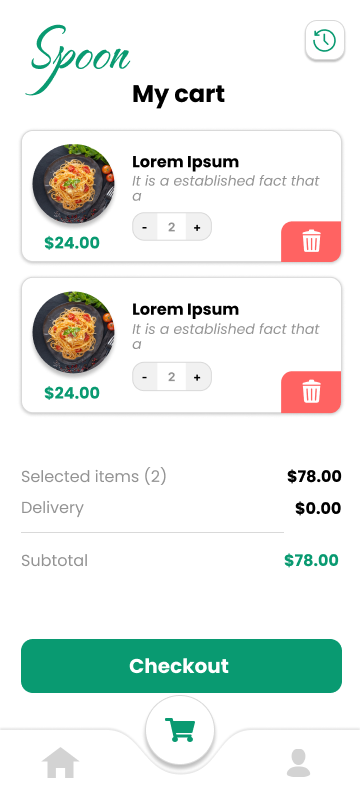 Spoon
My cart
Lorem Ipsum
It is a established fact that
a
- 2 +
$24.00
Lorem Ipsum
It is a established fact that
a
- 2 +
$24.00
Selected items (2) $78.00
Delivery $0.00
Subtotal $78.00
Checkout